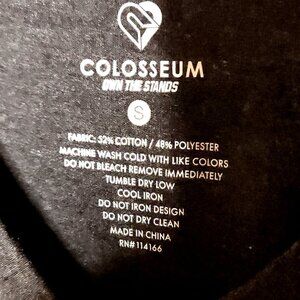 COLOSSEUM
OWN THE STANDS
S
FABRIC: 52% COTTON / 48% POLYESTER
MACHINE WASH COLD WITH LIKE COLORS
DO NOT BLEACH REMOVE IMMEDIATELY
TUMBLE DRY LOW
COOL IRON
DO NOT IRON DESIGN
DO NOT DRY CLEAN
MADE IN CHINA
RN#114166